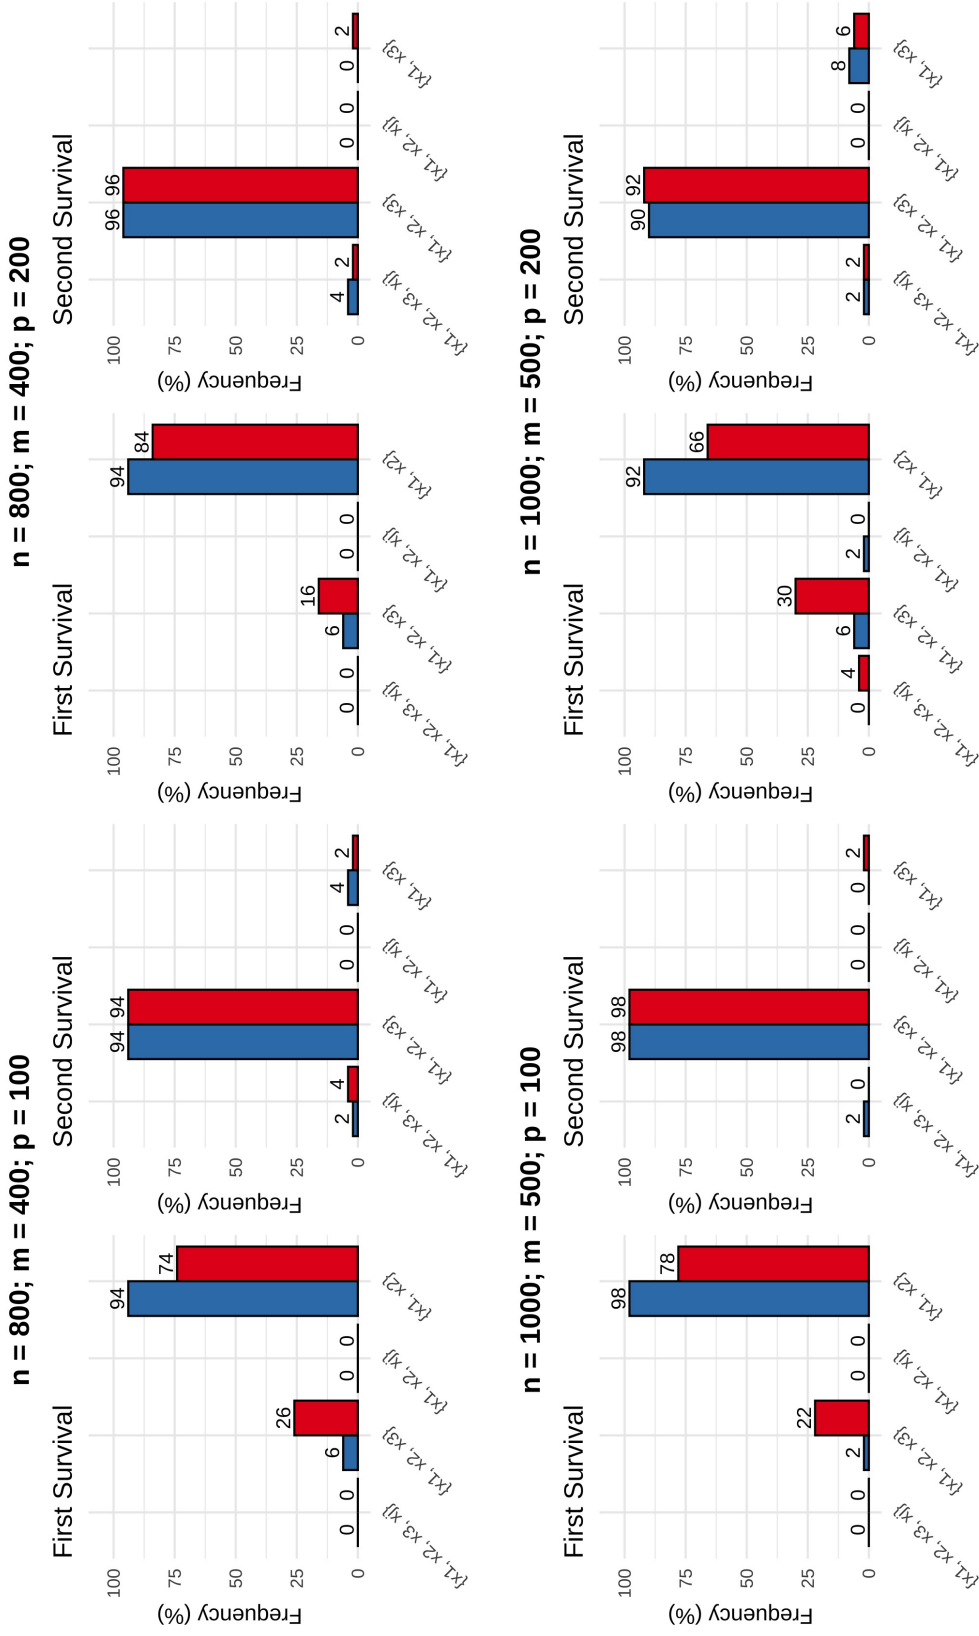 n = 800; m = 400; p = 100
First Survival
Frequency (%)
100
75
50
25
0
0
0
6
26
0
0
94
74
{x1, x2, x3, xj}
{x1, x2, x3}
{x1, x2, xj}
{x1, x2}
Second Survival
Frequency (%)
100
75
50
25
0
2
4
94
94
0
0
4
2
{x1, x2, x3, xj}
{x1, x2, x3}
{x1, x2, xj}
{x1, x3}
n = 800; m = 400; p = 200
First Survival
Frequency (%)
100
75
50
25
0
0
0
6
16
0
0
94
84
{x1, x2, x3, xj}
{x1, x2, x3}
{x1, x2, xj}
{x1, x2}
Second Survival
Frequency (%)
100
75
50
25
0
4
2
96
96
0
0
0
2
{x1, x2, x3, xj}
{x1, x2, x3}
{x1, x2, xj}
{x1, x3}
n = 1000; m = 500; p = 100
First Survival
Frequency (%)
100
75
50
25
0
0
0
2
22
0
0
98
78
{x1, x2, x3, xj}
{x1, x2, x3}
{x1, x2, xj}
{x1, x2}
Second Survival
Frequency (%)
100
75
50
25
0
2
0
98
98
0
0
0
2
{x1, x2, x3, xj}
{x1, x2, x3}
{x1, x2, xj}
{x1, x3}
n = 1000; m = 500; p = 200
First Survival
Frequency (%)
100
75
50
25
0
0
4
6
30
2
0
92
66
{x1, x2, x3, xj}
{x1, x2, x3}
{x1, x2, xj}
{x1, x2}
Second Survival
Frequency (%)
100
75
50
25
0
2
2
90
92
0
0
8
6
{x1, x2, x3, xj}
{x1, x2, x3}
{x1, x2, xj}
{x1, x3}